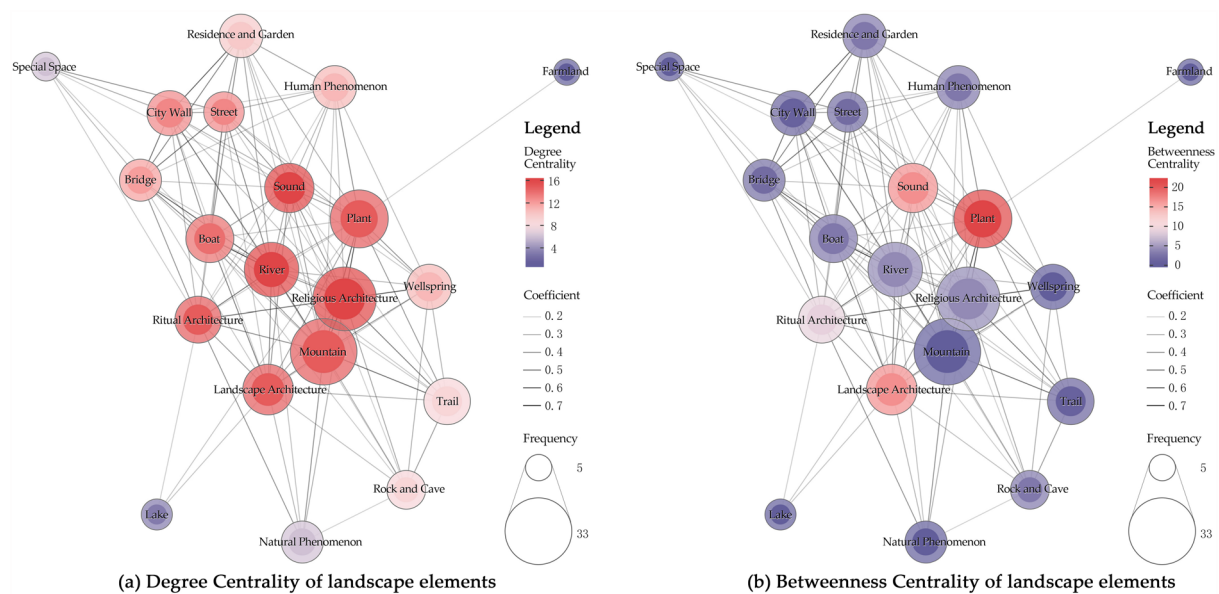 Residence and Garden
Special Space
Farmland
Human Phenomenon
City Wall
Street
Bridge
Sound
Plant
Boat
River
Religious Architecture
Wellspring
Ritual Architecture
Mountain
Landscape Architecture
Trail
Rock and Cave
Lake
Natural Phenomenon
Legend
Degree
Centrality
16
12
8
4
Coefficient
0.2
0.3
0.4
0.5
0.6
0.7
Frequency
5
33
(a) Degree Centrality of landscape elements
Residence and Garden
Special Space
Farmland
Human Phenomenon
City Wall
Street
Bridge
Sound
Plant
Boat
River
Religious Architecture
Wellspring
Ritual Architecture
Mountain
Landscape Architecture
Trail
Rock and Cave
Lake
Natural Phenomenon
Legend
Betweenness
Centrality
20
15
10
5
0
Coefficient
0.2
0.3
0.4
0.5
0.6
0.7
Frequency
5
33
(b) Betweenness Centrality of landscape elements